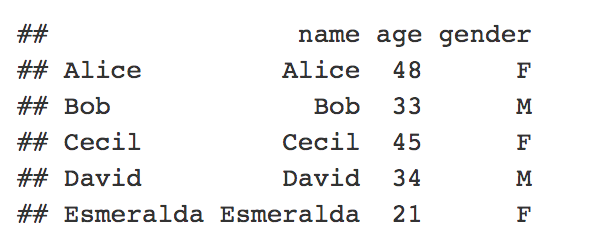 ##                name age gender
## Alice         Alice  48      F
## Bob             Bob  33      M
## Cecil         Cecil  45      F
## David         David  34      M
## Esmeralda Esmeralda  21      F